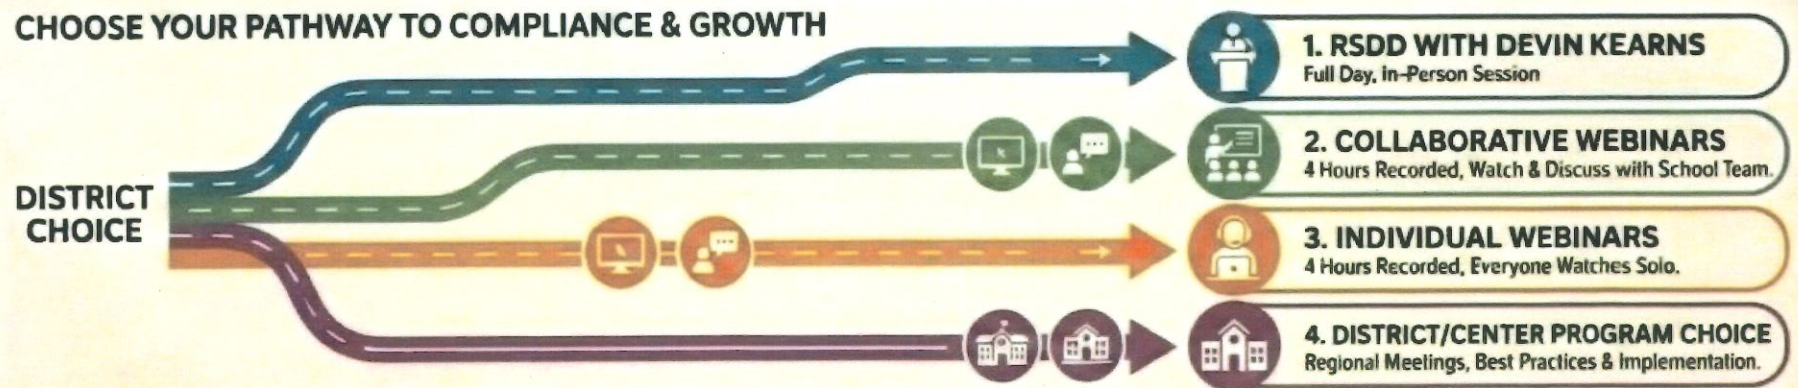 CHOOSE YOUR PATHWAY TO COMPLIANCE & GROWTH
DISTRICT
CHOICE
1. RSDD WITH DEVIN KEARNS
Full Day, In-Person Session
2. COLLABORATIVE WEBINARS
4 Hours Recorded, Watch & Discuss with School Team.
3. INDIVIDUAL WEBINARS
4 Hours Recorded, Everyone Watches Solo.
4. DISTRICT/CENTER PROGRAM CHOICE
Regional Meetings, Best Practices & Implementation.